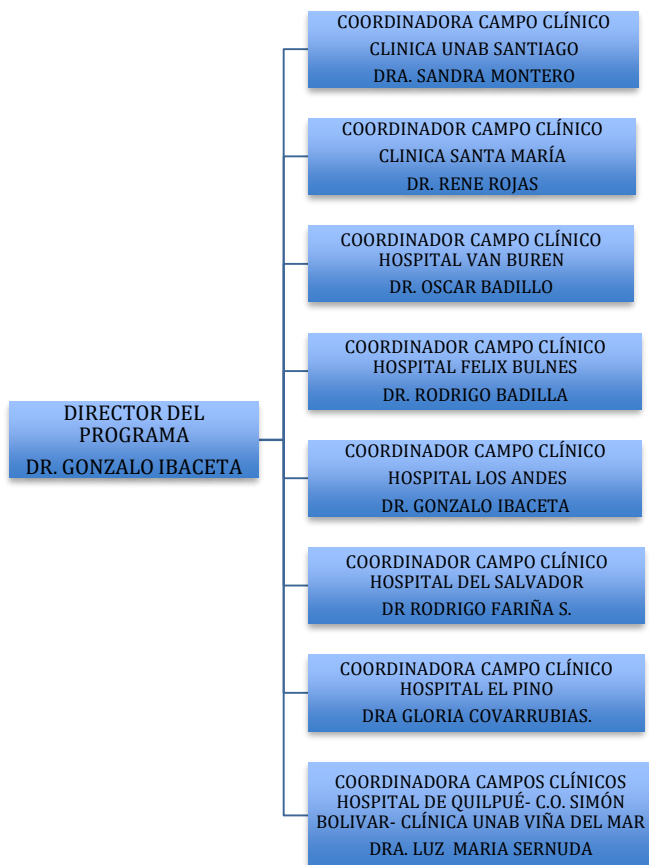 COORDINADORA CAMPO CLÍNICO
CLINICA UNAB SANTIAGO
DRA. SANDRA MONTERO
COORDINADOR CAMPO CLÍNICO
CLINICA SANTA MARÍA
DR. RENE ROJAS
COORDINADOR CAMPO CLÍNICO
HOSPITAL VAN BUREN
DR. OSCAR BADILLO
COORDINADOR CAMPO CLÍNICO
HOSPITAL FELIX BULNES
DR. RODRIGO BADILLA
DIRECTOR DEL
PROGRAMA
DR. GONZALO IBACETA
COORDINADOR CAMPO CLÍNICO
HOSPITAL LOS ANDES
DR. GONZALO IBACETA
COORDINADOR CAMPO CLÍNICO
HOSPITAL DEL SALVADOR
DR RODRIGO FARIÑA S.
COORDINADORA CAMPO CLÍNICO
HOSPITAL EL PINO
DRA GLORIA COVARRUBIAS.
COORDINADORA CAMPOS CLÍNICOS
HOSPITAL DE QUILPUÉ- C.O. SIMÓN
BOLIVAR- CLÍNICA UNAB VIÑA DEL MAR
DRA. LUZ MARIA SERNUDA